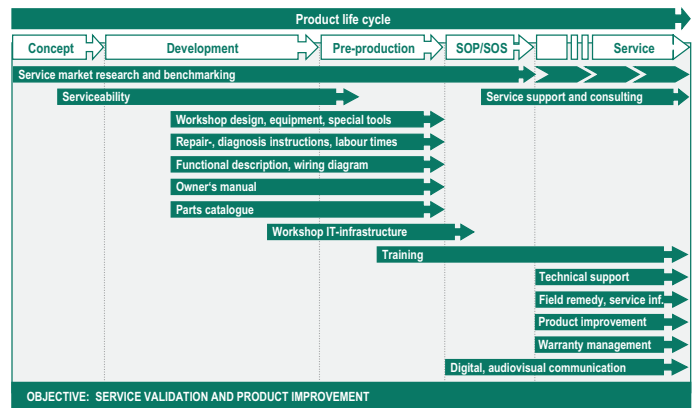 Product life cycle
Concept Development Pre-production SOP/SOS Service
Service market research and benchmarking
Serviceability Service support and consulting
Workshop design, equipment, special tools
Repair-, diagnosis instructions, labour times
Functional description, wiring diagram
Owner's manual
Parts catalogue
Workshop IT-infrastructure
Training
Technical support
Field remedy, service inf.
Product improvement
Warranty management
Digital, audiovisual communication
OBJECTIVE: SERVICE VALIDATION AND PRODUCT IMPROVEMENT